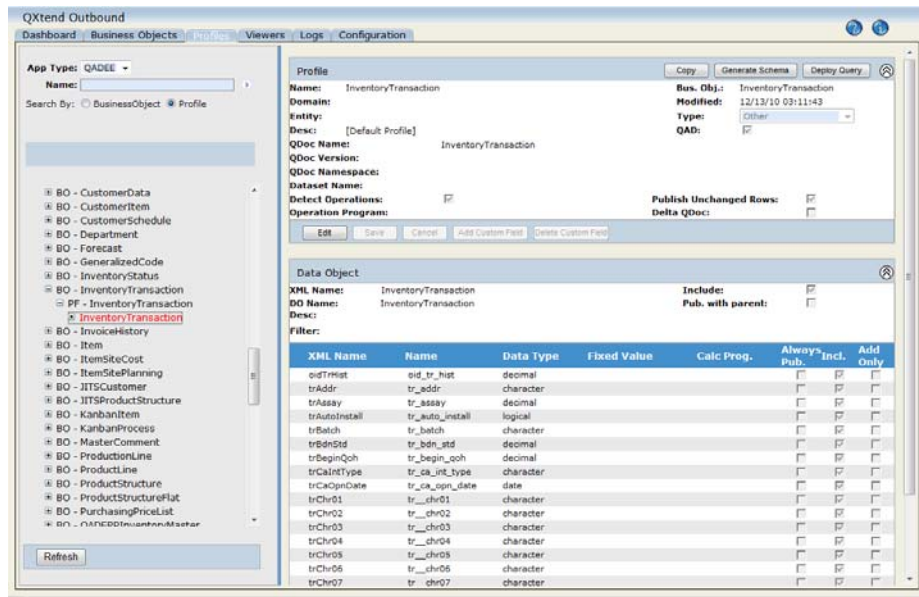 QXtend Outbound
Dashboard Business Objects Profiles Viewers Logs Configuration
App Type: QADEE
Name:
Search By: BusinessObject Profile
BO - CustomerData
BO - CustomerItem
BO - CustomerSchedule
BO - Department
BO - Forecast
BO - GeneralizedCode
BO - InventoryStatus
BO - InventoryTransaction
PF - InventoryTransaction
InventoryTransaction
BO - InvoiceHistory
BO - Item
BO - ItemSiteCost
BO - ItemSitePlanning
BO - JITSCustomer
BO - JITSProductStructure
BO - KanbanItem
BO - KanbanProcess
BO - MasterComment
BO - ProductionLine
BO - ProductLine
BO - ProductStructure
BO - ProductStructureFlat
BO - PurchasingPriceList
Refresh
Profile Copy Generate Schema Deploy Query
Name: InventoryTransaction Bus. Obj.: InventoryTransaction
Domain: Modified: 12/13/10 03:11:43
Entity: Type: Other
Desc: [Default Profile] QAD:
QDoc Name: InventoryTransaction
QDoc Version:
QDoc Namespace:
Dataset Name:
Detect Operations: Publish Unchanged Rows:
Operation Program: Delta QDoc:
Edit Save Cancel Add Custom Field Delete Custom Field
Data Object
XML Name: InventoryTransaction Include:
DO Name: InventoryTransaction Pub. with parent:
Desc:
Filter:
XML Name Name Data Type Fixed Value Calc Prog. Always Pub. Incl. Add Only
oidTrHist oid_tr_hist decimal
trAddr tr_addr character
trAssay tr_assay decimal
trAutoInstall tr_auto_install logical
trBatch tr_batch character
trBdnStd tr_bdn_std decimal
trBeginQoh tr_begin_qoh decimal
trCaIntType tr_ca_int_type character
trCaOpnDate tr_ca_opn_date date
trChr01 tr__chr01 character
trChr02 tr__chr02 character
trChr03 tr__chr03 character
trChr04 tr__chr04 character
trChr05 tr__chr05 character
trChr06 tr__chr06 character
trChr07 tr__chr07 character